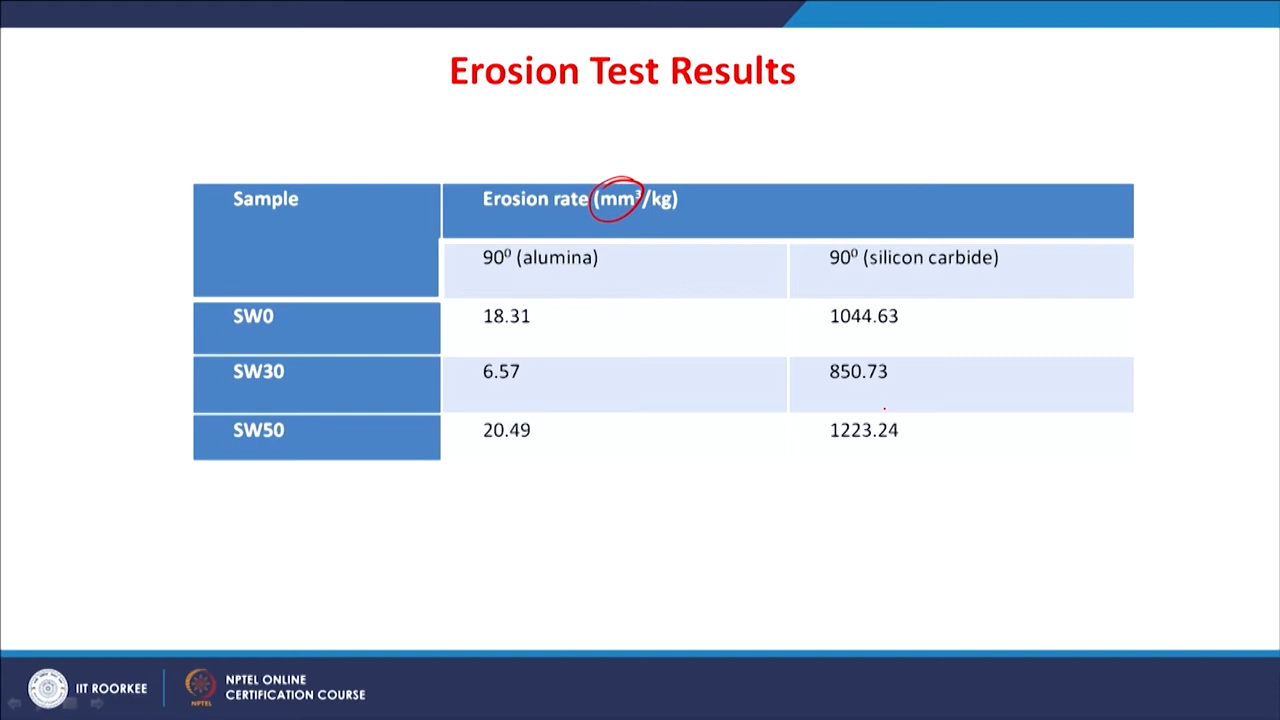 Erosion Test Results
Sample Erosion rate (mm³/kg)
90⁰ (alumina) 90⁰ (silicon carbide)
SW0 18.31 1044.63
SW30 6.57 850.73
SW50 20.49 1223.24
IIT ROORKEE
NPTEL
NPTEL ONLINE
CERTIFICATION COURSE